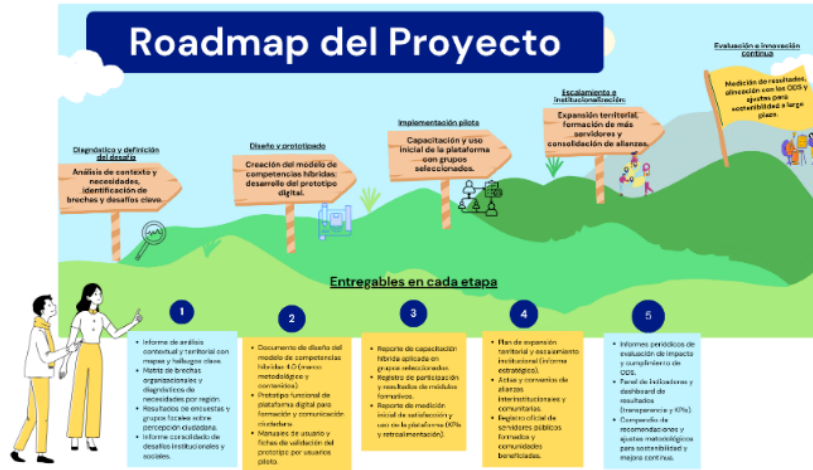 Roadmap del Proyecto
Diagnóstico y definición
del desafío
Análisis de contexto y
necesidades,
identificación de
brechas y desafíos clave.
Diseño y prototipado
Creación del modelo de
competencias híbridas;
desarrollo del prototipo
digital.
Implementación piloto
Capacitación y uso
inicial de la plataforma
con grupos
seleccionados.
Escalamiento e
institucionalización:
Expansión territorial,
formación de más
servidores y
consolidación de alianzas.
Evaluación e innovación
continua
Medición de resultados,
alineación con los ODS y
ajustes para
sostenibilidad a largo
plazo.
Entregables en cada etapa
1
Informe de análisis
contextual y territorial con
mapas y hallazgos clave.
Matriz de brechas
organizacionales y
diagnósticos de
necesidades por región.
Resultados de encuestas y
grupos focales sobre
percepción ciudadana.
Informe consolidado de
desafíos institucionales y
sociales.
2
Documento de diseño del
modelo de competencias
híbridas 4.0 (marco
metodológico y
contenidos).
Prototipo funcional de
plataforma digital para
formación y comunicación
ciudadana.
Manuales de usuario y
fichas de validación del
prototipo por usuarios
piloto.
3
Reporte de capacitación
híbrida aplicada en
grupos seleccionados.
Registro de participación
y resultados de módulos
formativos.
Reporte de medición
inicial de satisfacción y
uso de la plataforma (KPIs
y retroalimentación).
4
Plan de expansión
territorial y escalamiento
institucional (informe
estratégico).
Actas y convenios de
alianzas
interinstitucionales y
comunitarias.
Registro oficial de
servidores públicos
formados y
comunidades
beneficiadas.
5
Informes periódicos de
evaluación de impacto
y cumplimiento de
ODS.
Panel de indicadores y
dashboard de
resultados
(transparencia y KPIs).
Compendio de
recomendaciones y
ajustes metodológicos
para sostenibilidad y
mejora continua.